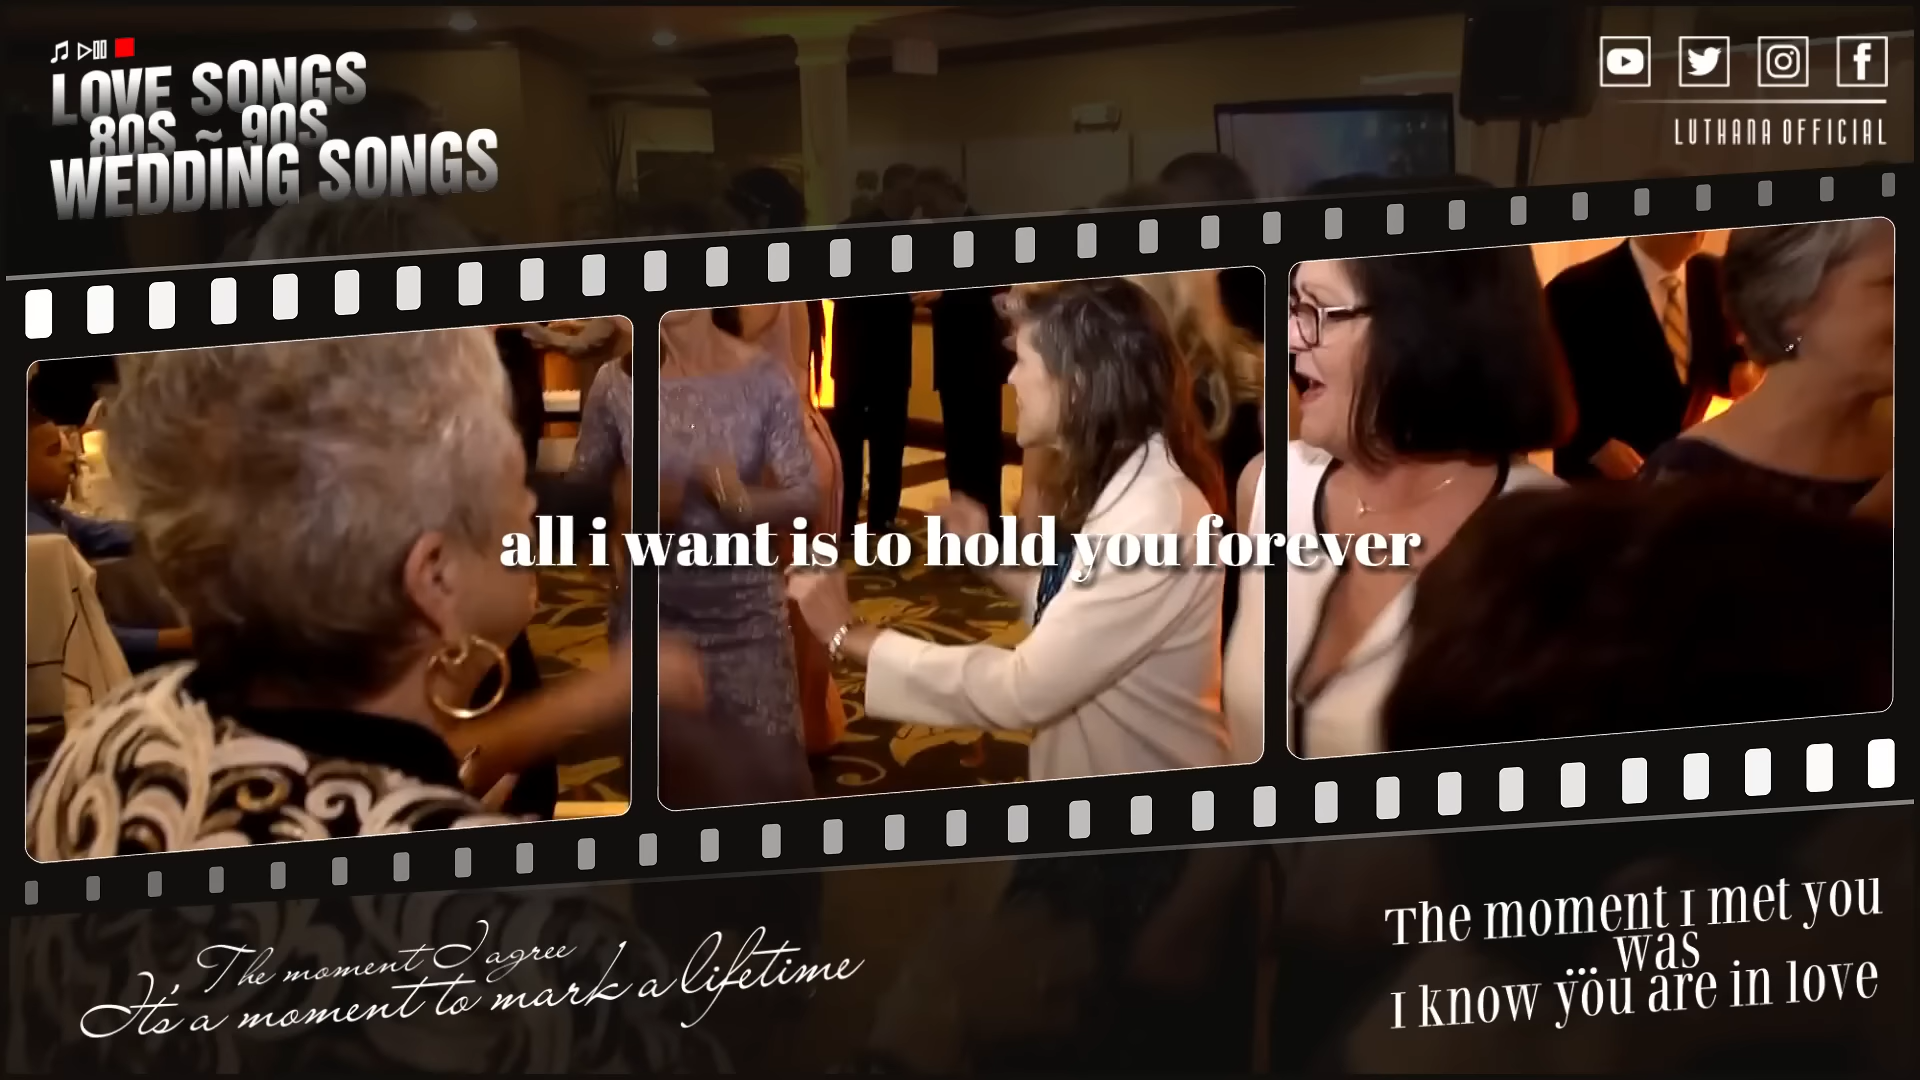 LOVE SONGS
80S ~ 90S
WEDDING SONGS
LUTHANA OFFICIAL
all i want is to hold you forever
The moment I agree
It's a moment to mark a lifetime
The moment I met you
was
I know you are in love